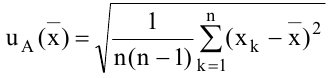 u_A(x̅) = √( 1/(n(n−1)) ∑_{k=1}^{n} (x_k − x̅)² )